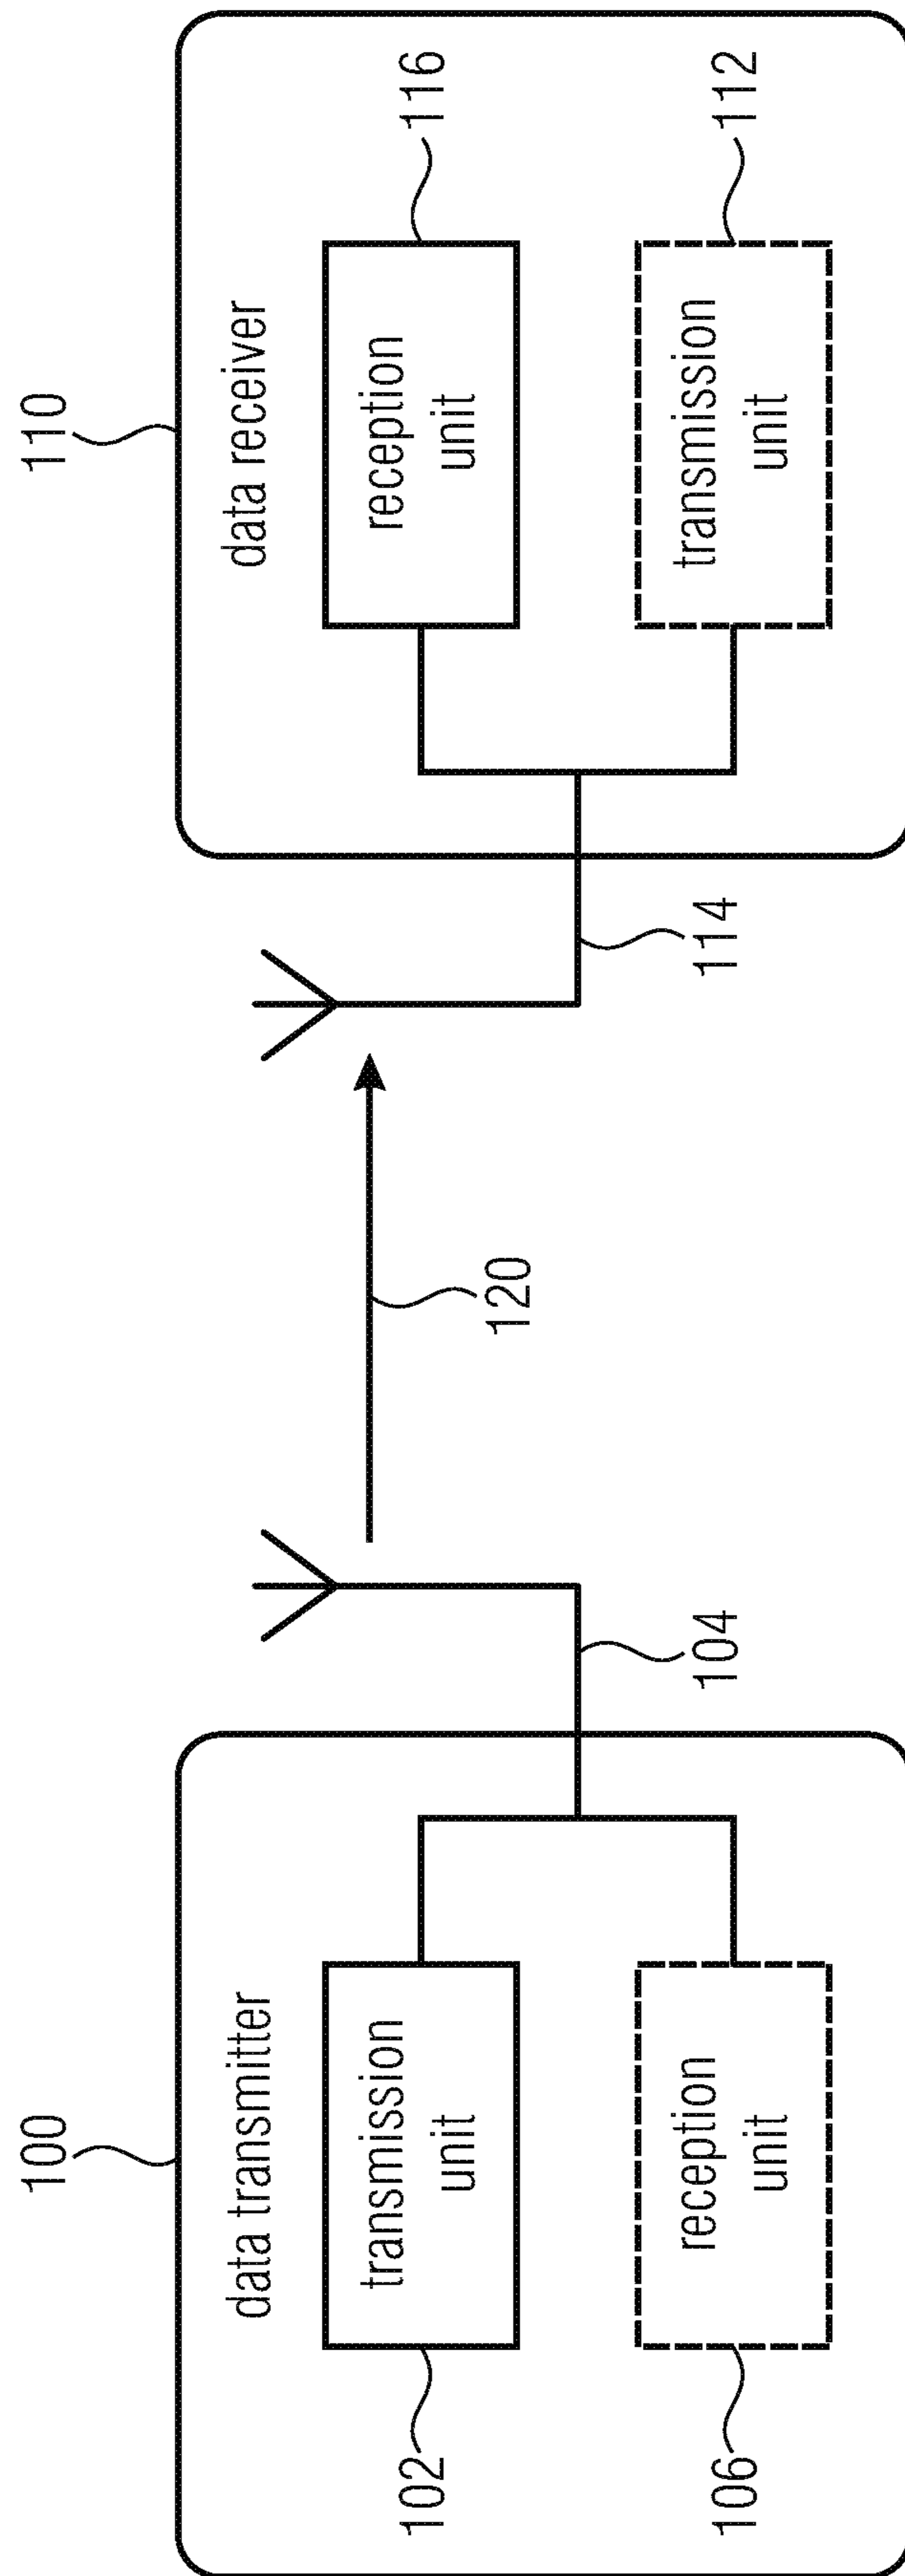 100
data transmitter
102
transmission
unit
106
reception
unit
104
120
110
data receiver
reception
unit
116
transmission
unit
112
114